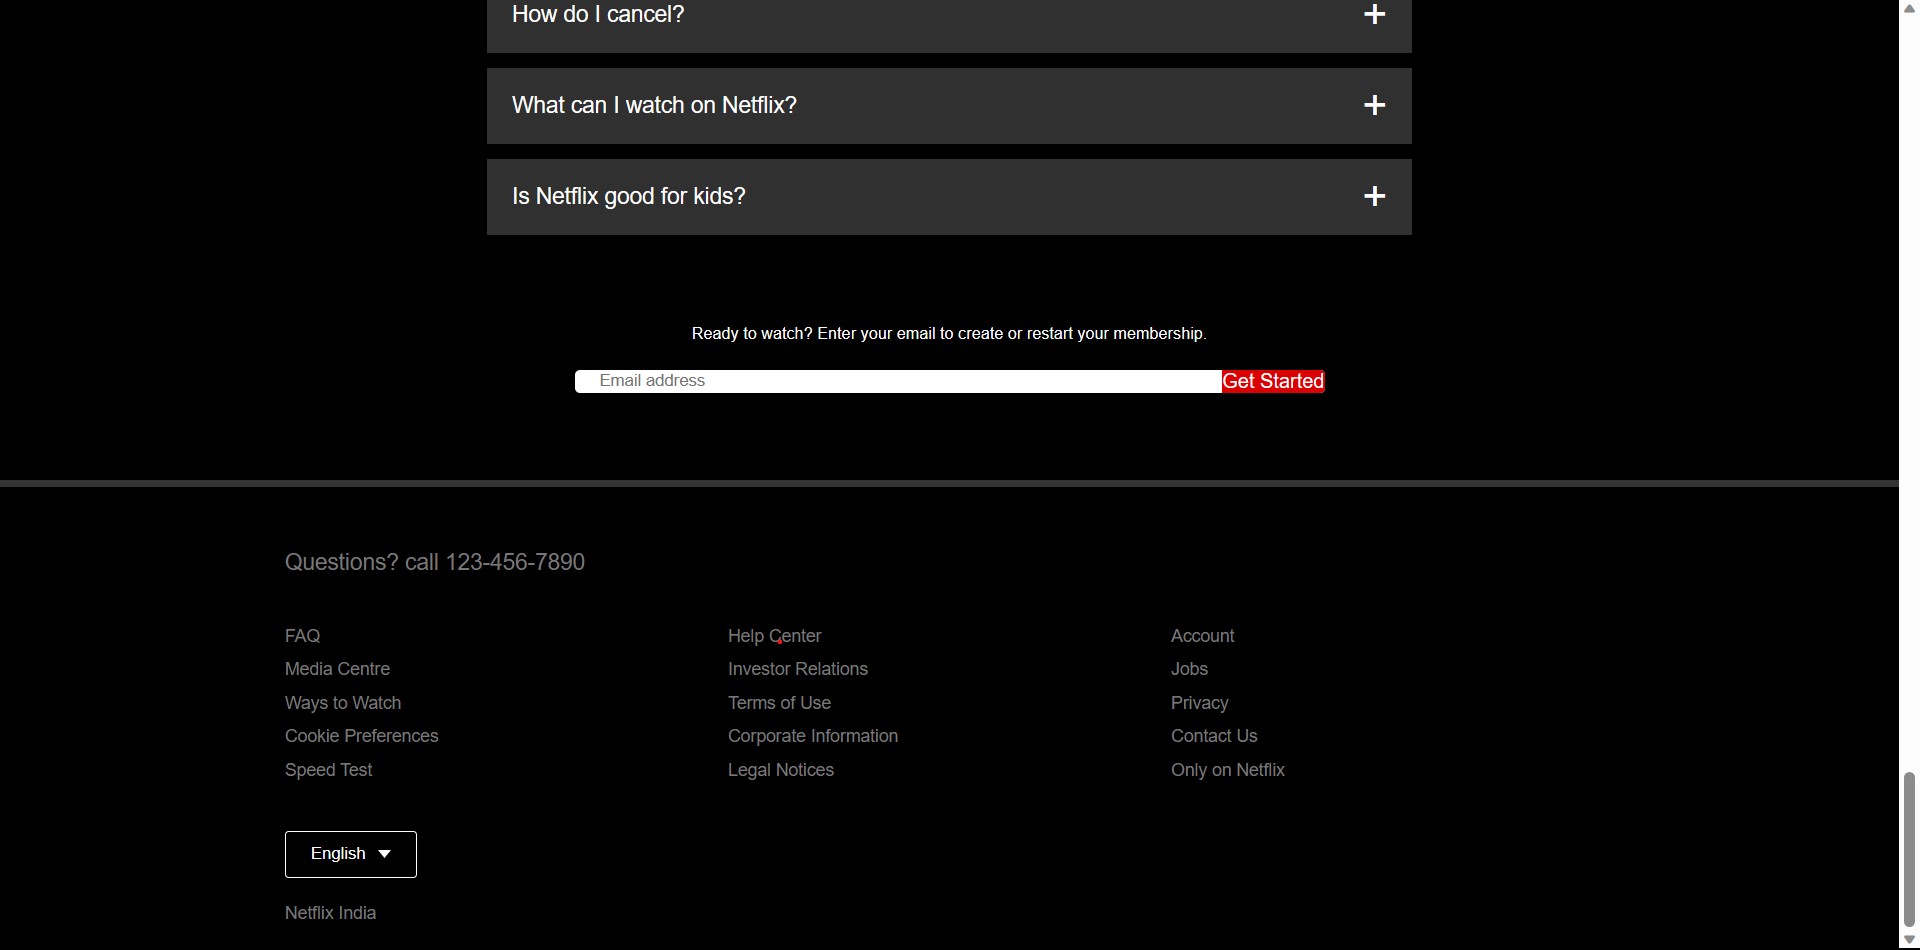 How do I cancel?
What can I watch on Netflix?
Is Netflix good for kids?
Ready to watch? Enter your email to create or restart your membership.
Email address Get Started
Questions? call 123-456-7890
FAQ Help Center Account
Media Centre Investor Relations Jobs
Ways to Watch Terms of Use Privacy
Cookie Preferences Corporate Information Contact Us
Speed Test Legal Notices Only on Netflix
English
Netflix India